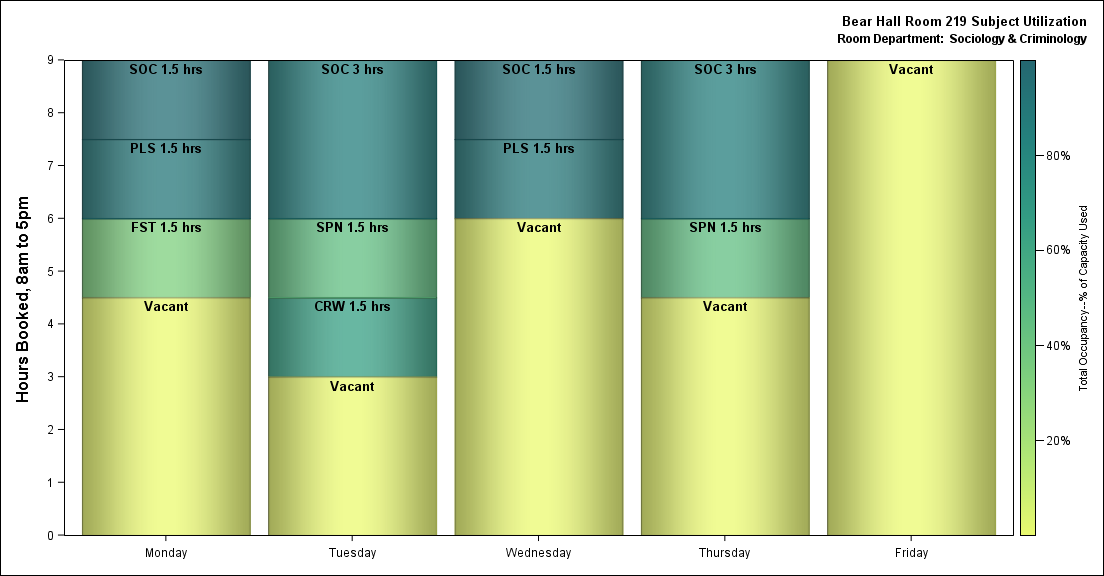 Bear Hall Room 219 Subject Utilization
Room Department: Sociology & Criminology
Hours Booked, 8am to 5pm
9
8
7
6
5
4
3
2
1
0
SOC 1.5 hrs
PLS 1.5 hrs
FST 1.5 hrs
Vacant
SOC 3 hrs
SPN 1.5 hrs
CRW 1.5 hrs
Vacant
SOC 1.5 hrs
PLS 1.5 hrs
Vacant
SOC 3 hrs
SPN 1.5 hrs
Vacant
Vacant
Monday
Tuesday
Wednesday
Thursday
Friday
80%
60%
40%
20%
Total Occupancy--% of Capacity Used